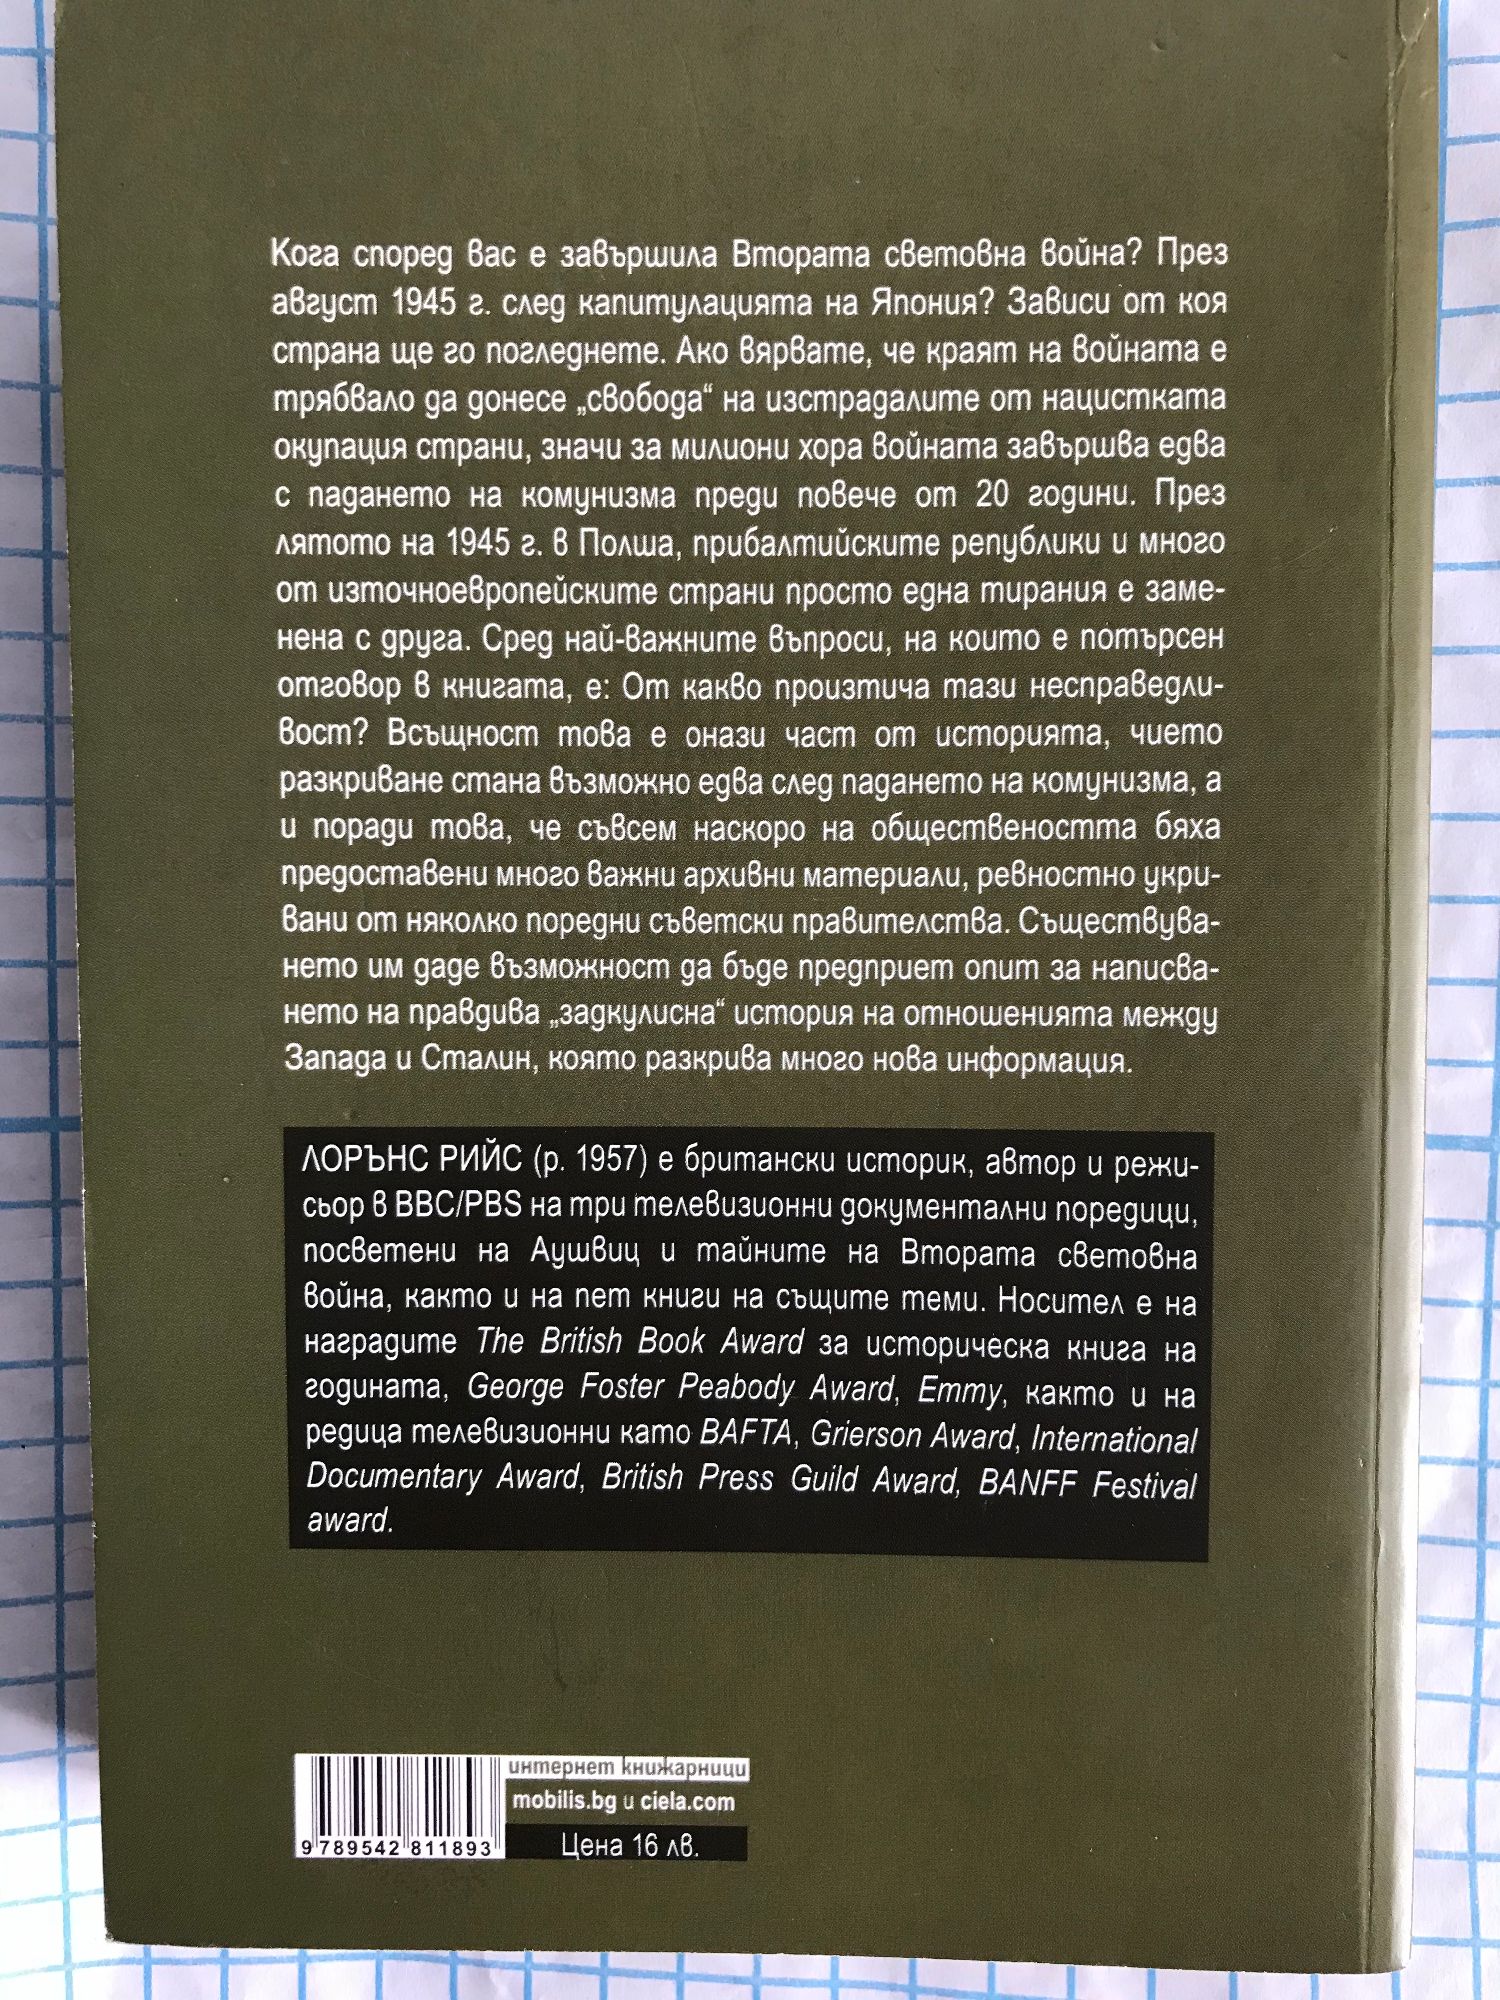 Кога според вас е завършила Втората световна война? През
август 1945 г. след капитулацията на Япония? Зависи от коя
страна ще го погледнете. Ако вярвате, че краят на войната е
трябвало да донесе „свобода“ на изстрадалите от нацистката
окупация страни, значи за милиони хора войната завършва едва
с падането на комунизма преди повече от 20 години. През
лятото на 1945 г. в Полша, прибалтийските републики и много
от източноевропейските страни просто една тирания е заме-
нена с друга. Сред най-важните въпроси, на които е потърсен
отговор в книгата, е: От какво произтича тази несправедли-
вост? Всъщност това е онази част от историята, чието
разкриване стана възможно едва след падането на комунизма, а
и поради това, че съвсем наскоро на обществеността бяха
предоставени много важни архивни материали, ревностно укри-
вани от няколко поредни съветски правителства. Съществува-
нето им даде възможност да бъде предприет опит за написва-
нето на правдива „задкулисна“ история на отношенията между
Запада и Сталин, която разкрива много нова информация.
ЛОРЪНС РИЙС (р. 1957) е британски историк, автор и режи-
сьор в BBC/PBS на три телевизионни документални поредици,
посветени на Аушвиц и тайните на Втората световна
война, както и на пет книги на същите теми. Носител е на
наградите The British Book Award за историческа книга на
годината, George Foster Peabody Award, Emmy, както и на
редица телевизионни като BAFTA, Grierson Award, International
Documentary Award, British Press Guild Award, BANFF Festival
award.
интернет книжарници
mobilis.bg и ciela.com
Цена 16 лв.
9 789542 811893